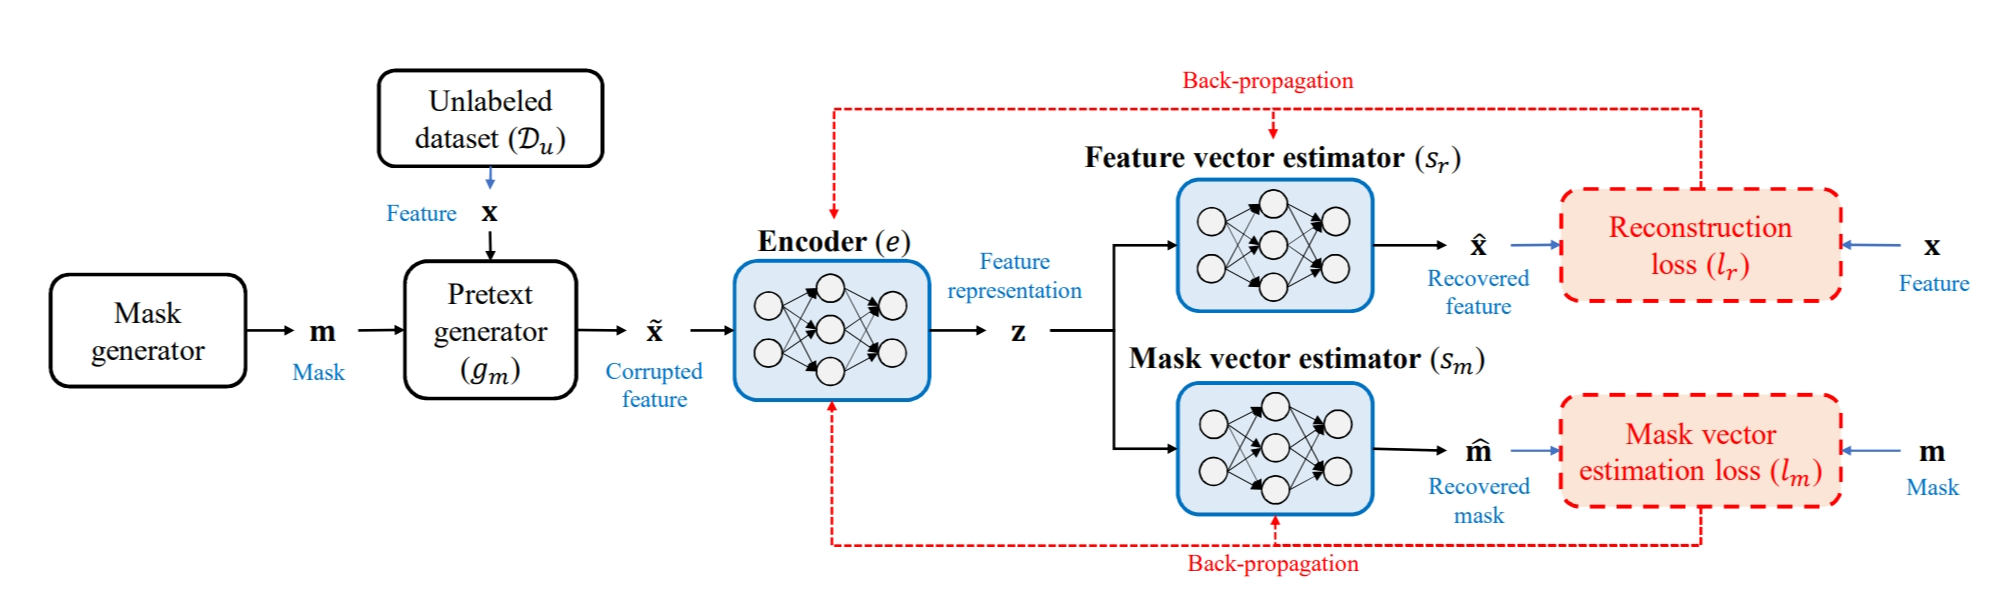 Back-propagation
Unlabeled
dataset (𝒟ᵤ)
Feature vector estimator (sᵣ)
Feature x
Encoder (e)
Reconstruction
loss (lᵣ)
Feature
representation
x̂
Recovered
feature
x
Feature
Mask
generator
m
Mask
Pretext
generator
(gₘ)
x̃
Corrupted
feature
z
Mask vector estimator (sₘ)
m̂
Recovered
mask
Mask vector
estimation loss (lₘ)
m
Mask
Back-propagation